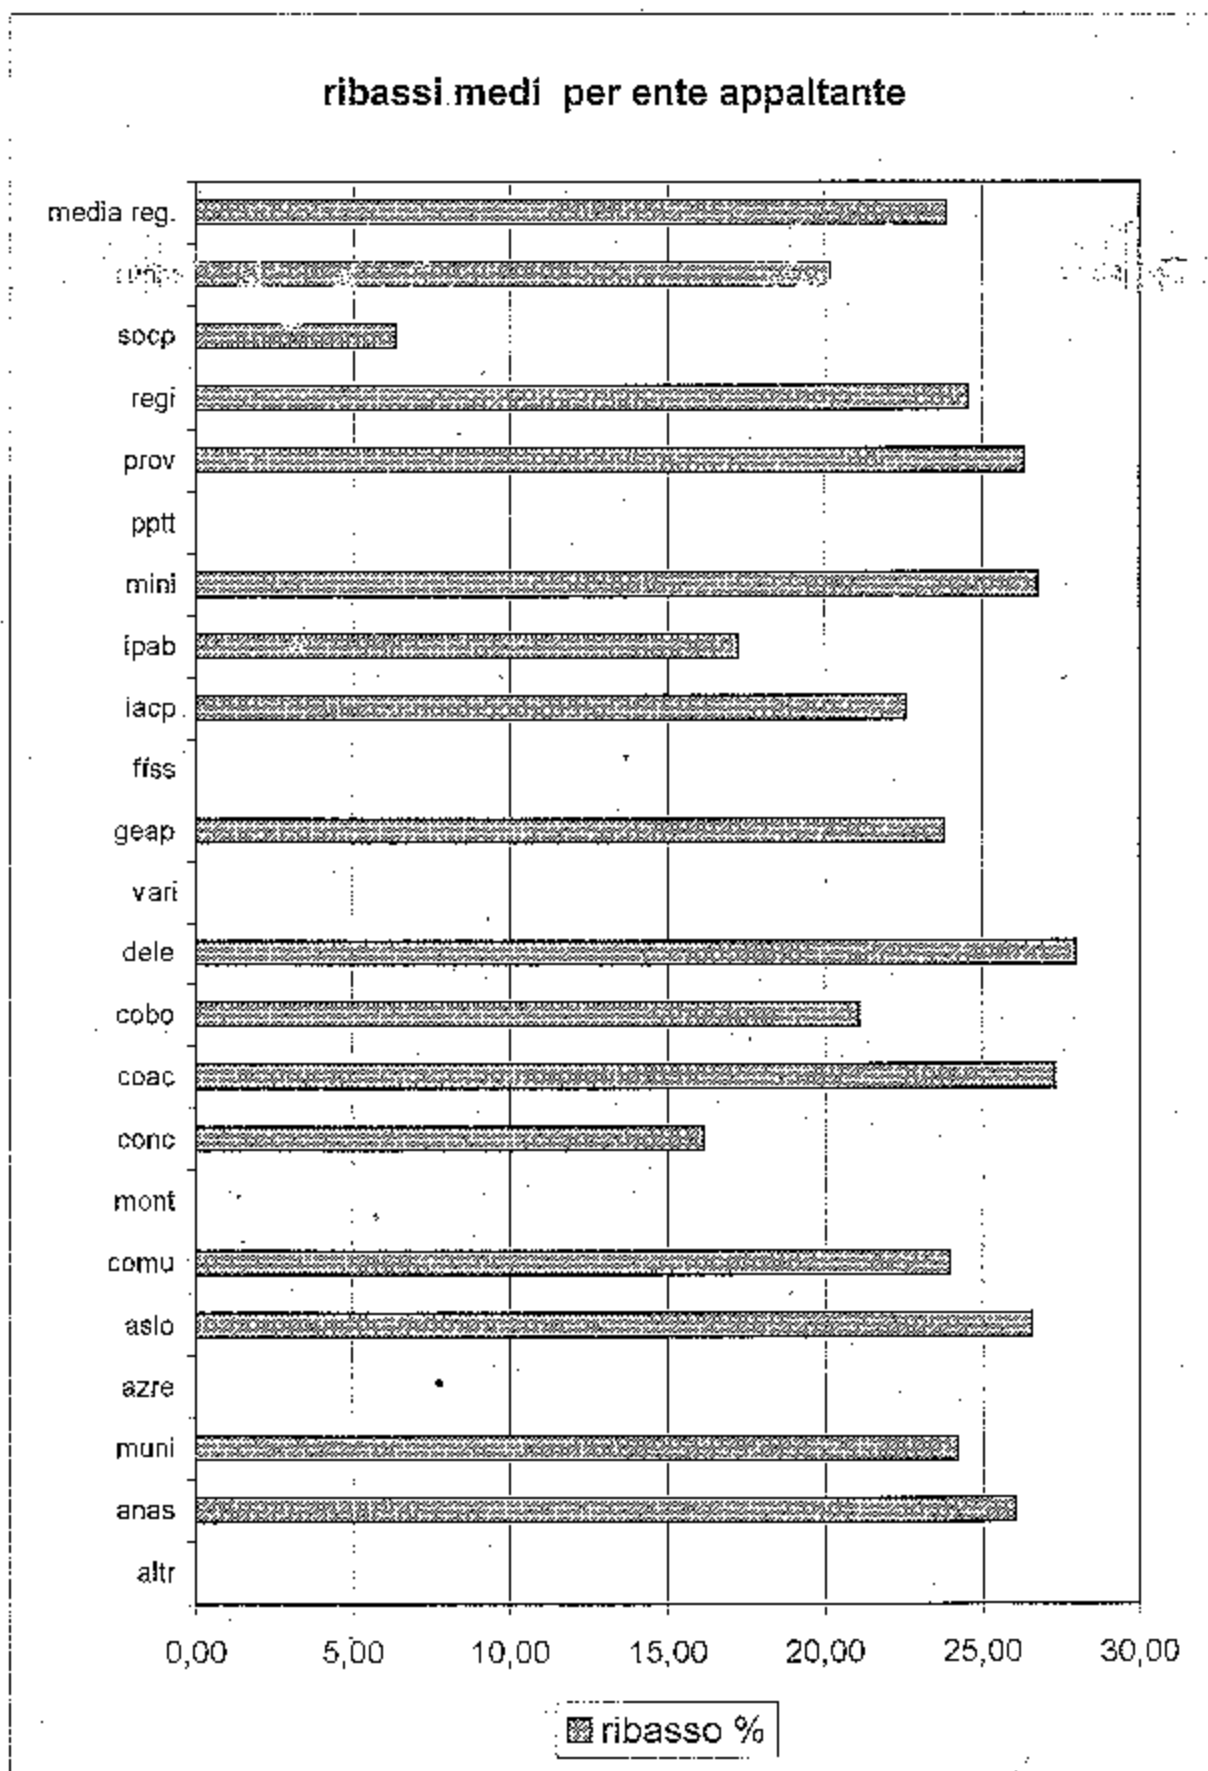 ribassi medi per ente appaltante
media reg.
socp
regi
prov
pptt
mini
ipab
iacp
ffss
geap
vari
dele
cobo
coac
conc
mont
comu
aslo
azre
muni
anas
altr
0,00 5,00 10,00 15,00 20,00 25,00 30,00
ribasso %